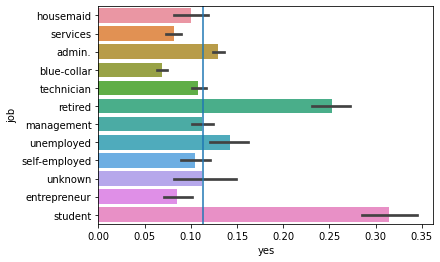 housemaid
services
admin.
blue-collar
technician
retired
management
unemployed
self-employed
unknown
entrepreneur
student
job
0.00 0.05 0.10 0.15 0.20 0.25 0.30 0.35
yes